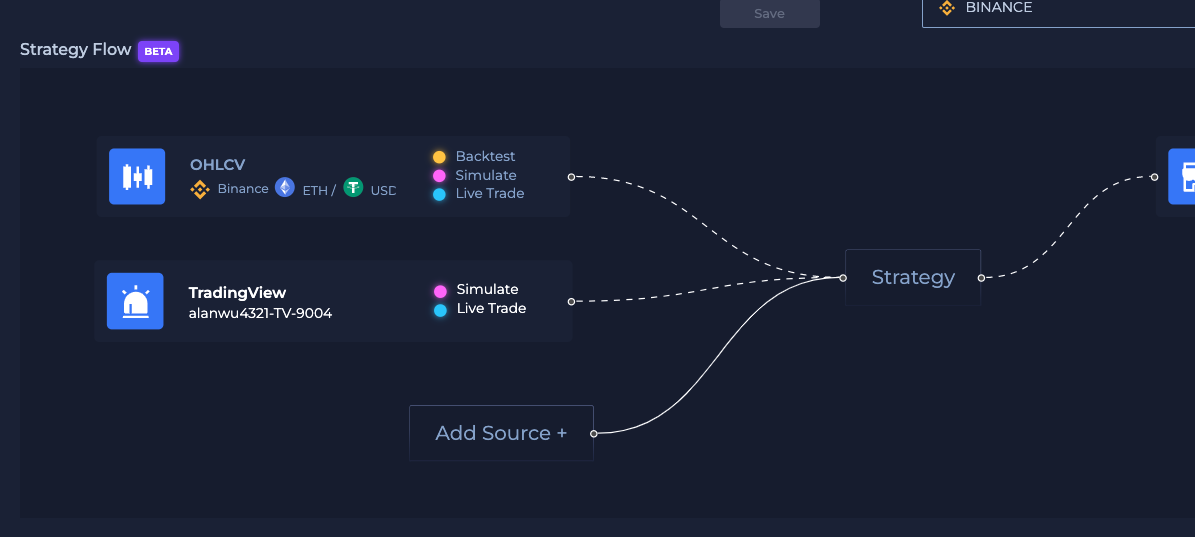 Save
BINANCE
Strategy Flow BETA
OHLCV
Binance ETH / USD
Backtest
Simulate
Live Trade
TradingView
alanwu4321-TV-9004
Simulate
Live Trade
Strategy
Add Source +